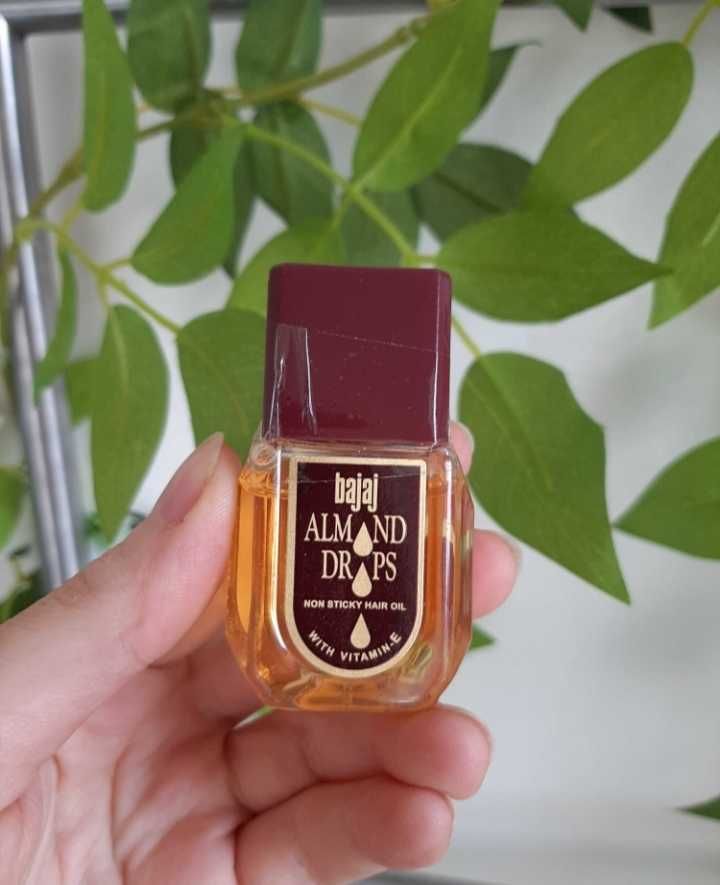 bajaj
ALMOND
DROPS
NON STICKY HAIR OIL
WITH VITAMIN-E